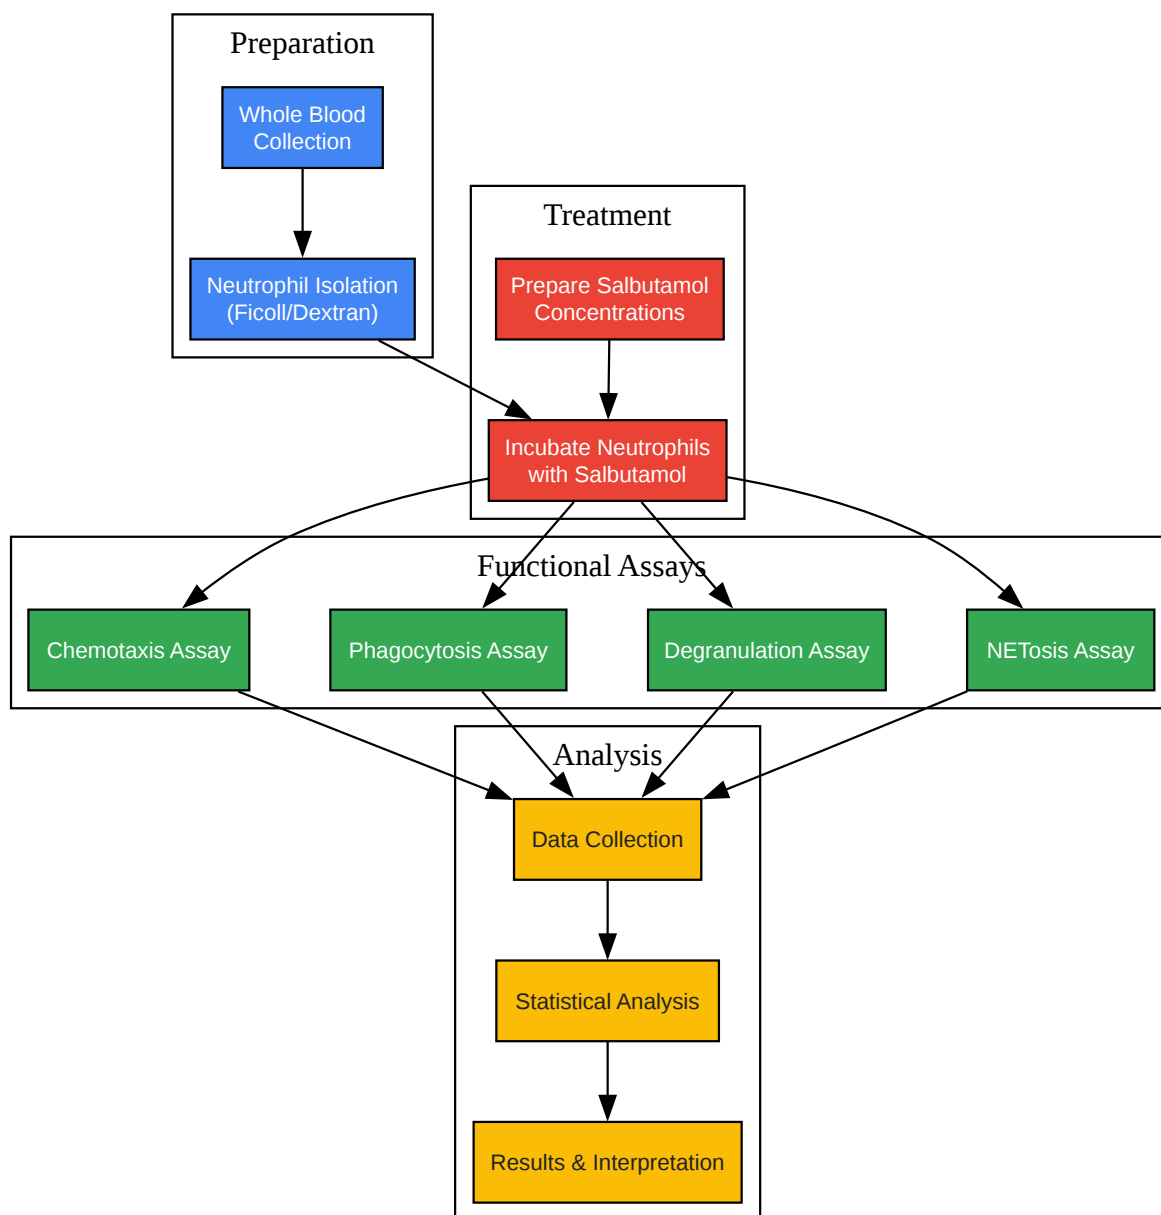 Preparation
Whole Blood
Collection
Neutrophil Isolation
(Ficoll/Dextran)
Treatment
Prepare Salbutamol
Concentrations
Incubate Neutrophils
with Salbutamol
Functional Assays
Chemotaxis Assay
Phagocytosis Assay
Degranulation Assay
NETosis Assay
Analysis
Data Collection
Statistical Analysis
Results & Interpretation